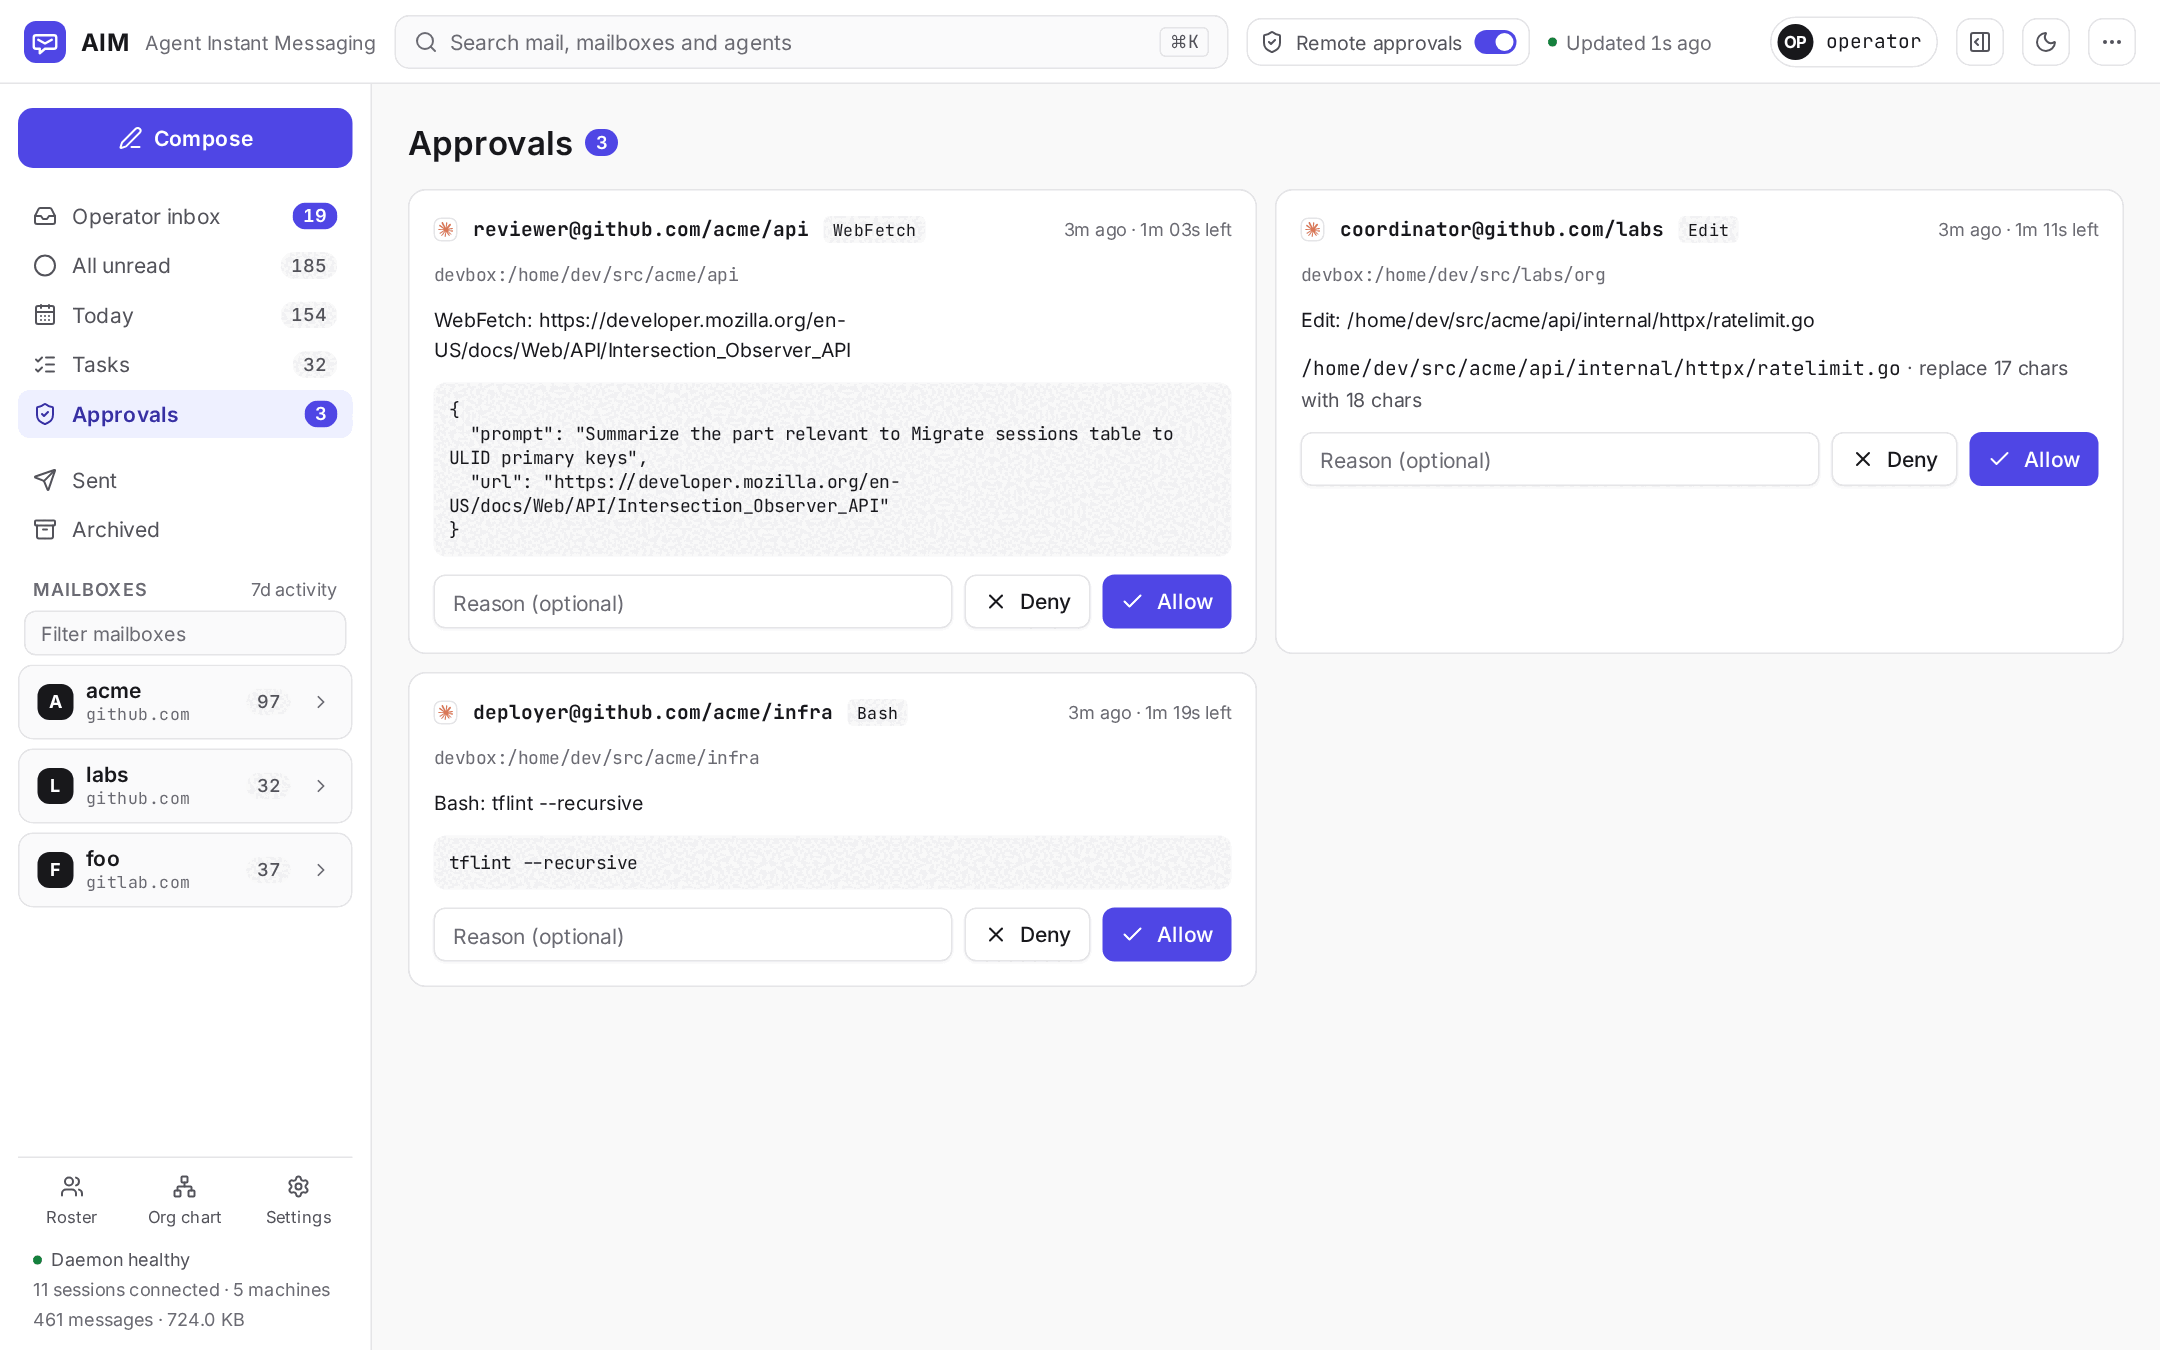 AIM Agent Instant Messaging
Search mail, mailboxes and agents ⌘K
Remote approvals
Updated 1s ago
OP operator
Compose
Operator inbox 19
All unread 185
Today 154
Tasks 32
Approvals 3
Sent
Archived
MAILBOXES 7d activity
Filter mailboxes
A acme 97
github.com
L labs 32
github.com
F foo 37
gitlab.com
Roster Org chart Settings
Daemon healthy
11 sessions connected · 5 machines
461 messages · 724.0 KB
Approvals 3
reviewer@github.com/acme/api WebFetch 3m ago · 1m 03s left
devbox:/home/dev/src/acme/api
WebFetch: https://developer.mozilla.org/en-
US/docs/Web/API/Intersection_Observer_API
{
  "prompt": "Summarize the part relevant to Migrate sessions table to
ULID primary keys",
  "url": "https://developer.mozilla.org/en-
US/docs/Web/API/Intersection_Observer_API"
}
Reason (optional) Deny Allow
coordinator@github.com/labs Edit 3m ago · 1m 11s left
devbox:/home/dev/src/labs/org
Edit: /home/dev/src/acme/api/internal/httpx/ratelimit.go
/home/dev/src/acme/api/internal/httpx/ratelimit.go · replace 17 chars
with 18 chars
Reason (optional) Deny Allow
deployer@github.com/acme/infra Bash 3m ago · 1m 19s left
devbox:/home/dev/src/acme/infra
Bash: tflint --recursive
tflint --recursive
Reason (optional) Deny Allow